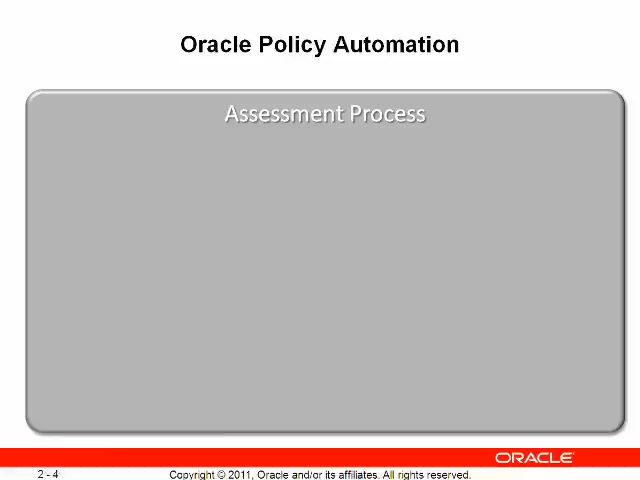 Oracle Policy Automation
Assessment Process
ORACLE
2 - 4
Copyright © 2011, Oracle and/or its affiliates. All rights reserved.